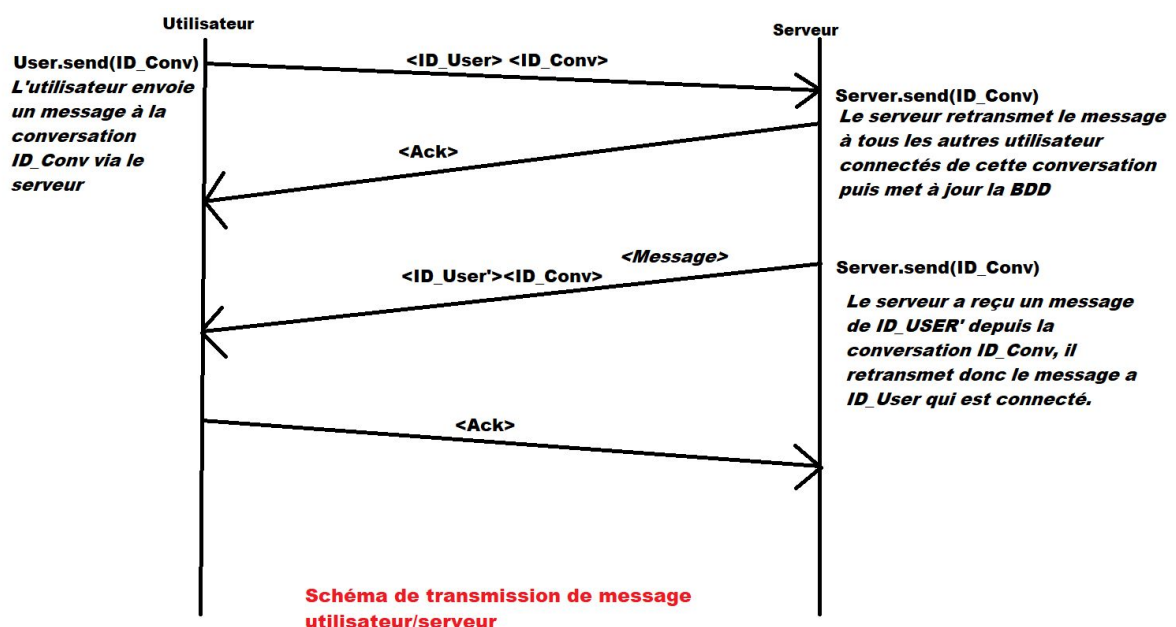 Utilisateur
Serveur
User.send(ID_Conv)
L'utilisateur envoie
un message à la
conversation
ID_Conv via le
serveur
<ID_User> <ID_Conv>
Server.send(ID_Conv)
Le serveur retransmet le message
à tous les autres utilisateur
connectés de cette conversation
puis met à jour la BDD
<Ack>
<Message>
<ID_User'><ID_Conv>
Server.send(ID_Conv)
Le serveur a reçu un message
de ID_USER' depuis la
conversation ID_Conv, il
retransmet donc le message a
ID_User qui est connecté.
<Ack>
Schéma de transmission de message
utilisateur/serveur